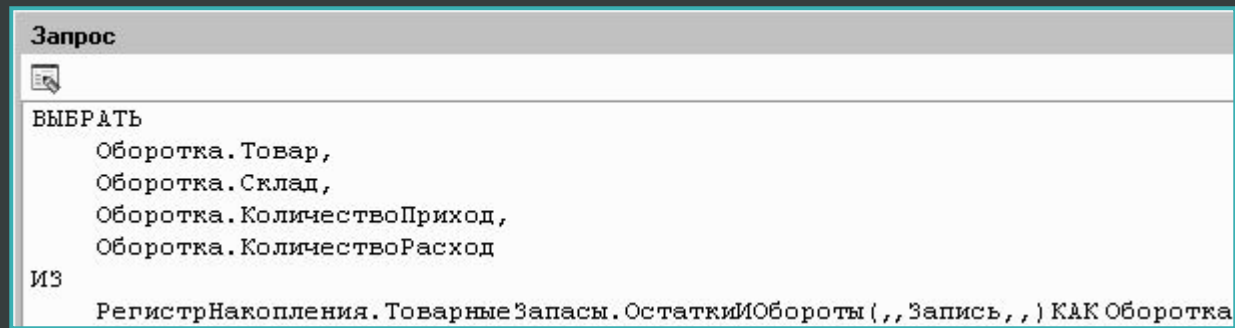 Запрос
ВЫБРАТЬ
Оборотка.Товар,
Оборотка.Склад,
Оборотка.КоличествоПриход,
Оборотка.КоличествоРасход
ИЗ
РегистрНакопления.ТоварныеЗапасы.ОстаткиИОбороты(,,Запись,,) КАК Оборотка